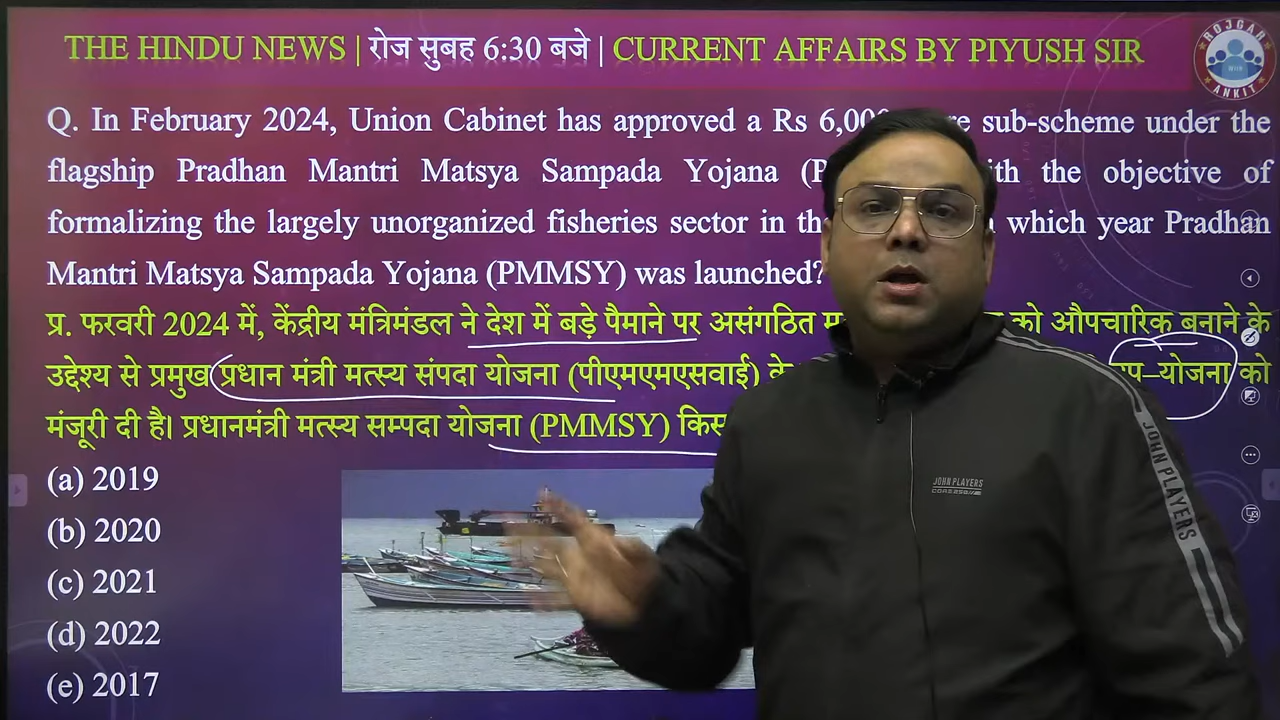 THE HINDU NEWS | रोज सुबह 6:30 बजे | CURRENT AFFAIRS BY PIYUSH SIR
ROJGAR
ANKIT
Q. In February 2024, Union Cabinet has approved a Rs 6,000 sub-scheme under the
flagship Pradhan Mantri Matsya Sampada Yojana with the objective of
formalizing the largely unorganized fisheries sector in which year Pradhan
Mantri Matsya Sampada Yojana (PMMSY) was launched?
प्र. फरवरी 2024 में, केंद्रीय मंत्रिमंडल ने देश में बड़े पैमाने पर असंगठित को औपचारिक बनाने के
उद्देश्य से प्रमुख प्रधान मंत्री मत्स्य संपदा योजना (पीएमएमएसवाई) के योजना को
मंजूरी दी है। प्रधानमंत्री मत्स्य सम्पदा योजना (PMMSY) किस
(a) 2019
(b) 2020
(c) 2021
(d) 2022
(e) 2017
JOHN PLAYERS
JOHN PLAYERS